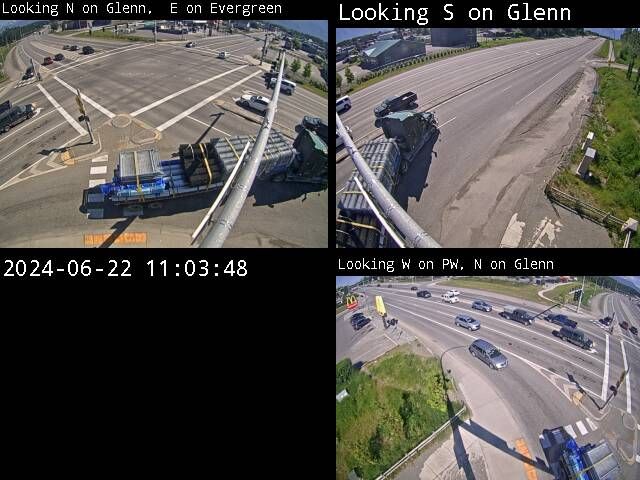 Looking N on Glenn,  E on Evergreen
Looking S on Glenn
2024-06-22 11:03:48
Looking W on PW, N on Glenn